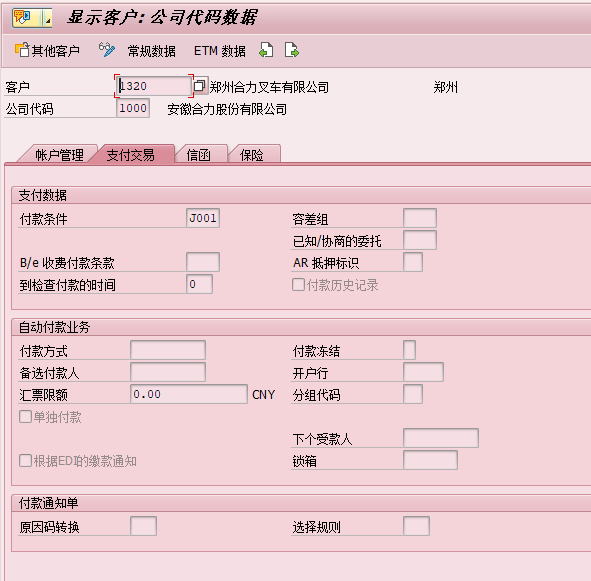 显示客户: 公司代码数据
其他客户 常规数据 ETM 数据
客户 1320 郑州合力叉车有限公司 郑州
公司代码 1000 安徽合力股份有限公司
帐户管理 支付交易 信函 保险
支付数据
付款条件 J001 容差组
已知/协商的委托
B/e 收费付款条款 AR 抵押标识
到检查付款的时间 0 付款历史记录
自动付款业务
付款方式 付款冻结
备选付款人 开户行
汇票限额 0.00 CNY 分组代码
单独付款
下个受款人
根据EDI的缴款通知 锁箱
付款通知单
原因码转换 选择规则